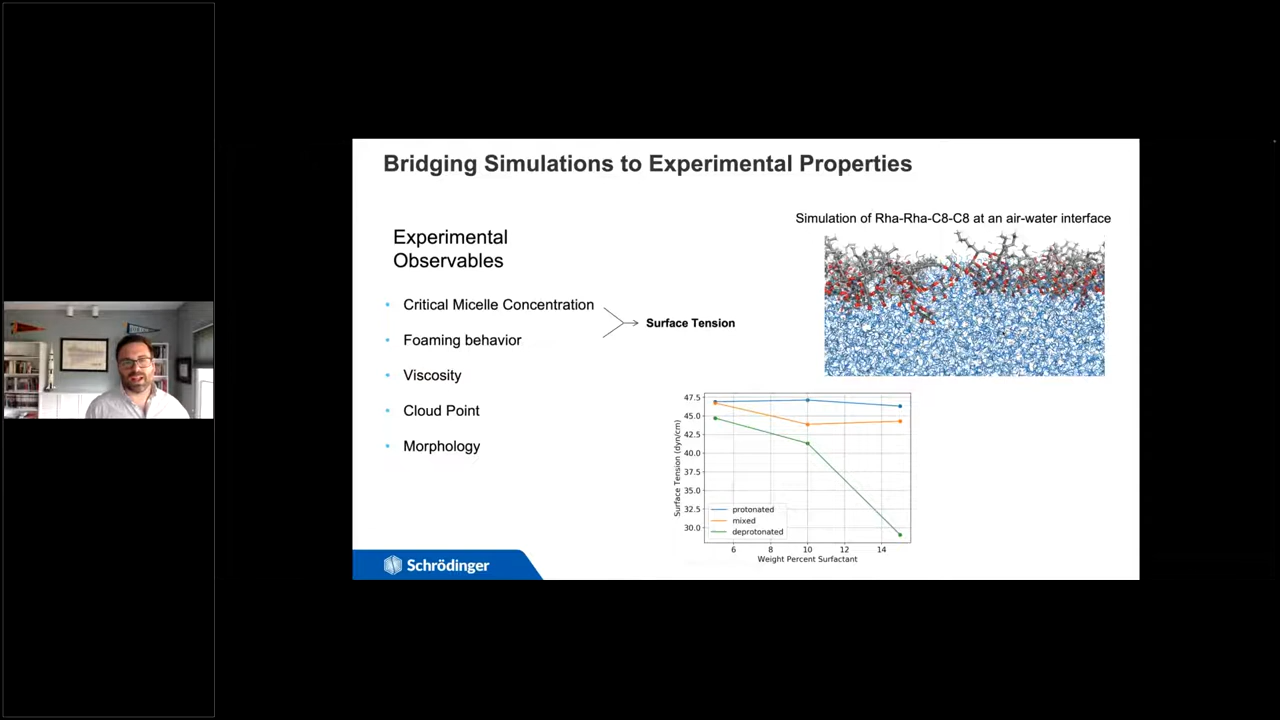 Bridging Simulations to Experimental Properties
Simulation of Rha-Rha-C8-C8 at an air-water interface
Experimental
Observables
• Critical Micelle Concentration
Surface Tension
• Foaming behavior
• Viscosity
• Cloud Point
• Morphology
47.5
45.0
42.5
40.0
37.5
35.0
32.5
30.0
Surface Tension (dyn/cm)
protonated
mixed
deprotonated
6 8 10 12 14
Weight Percent Surfactant
Schrödinger